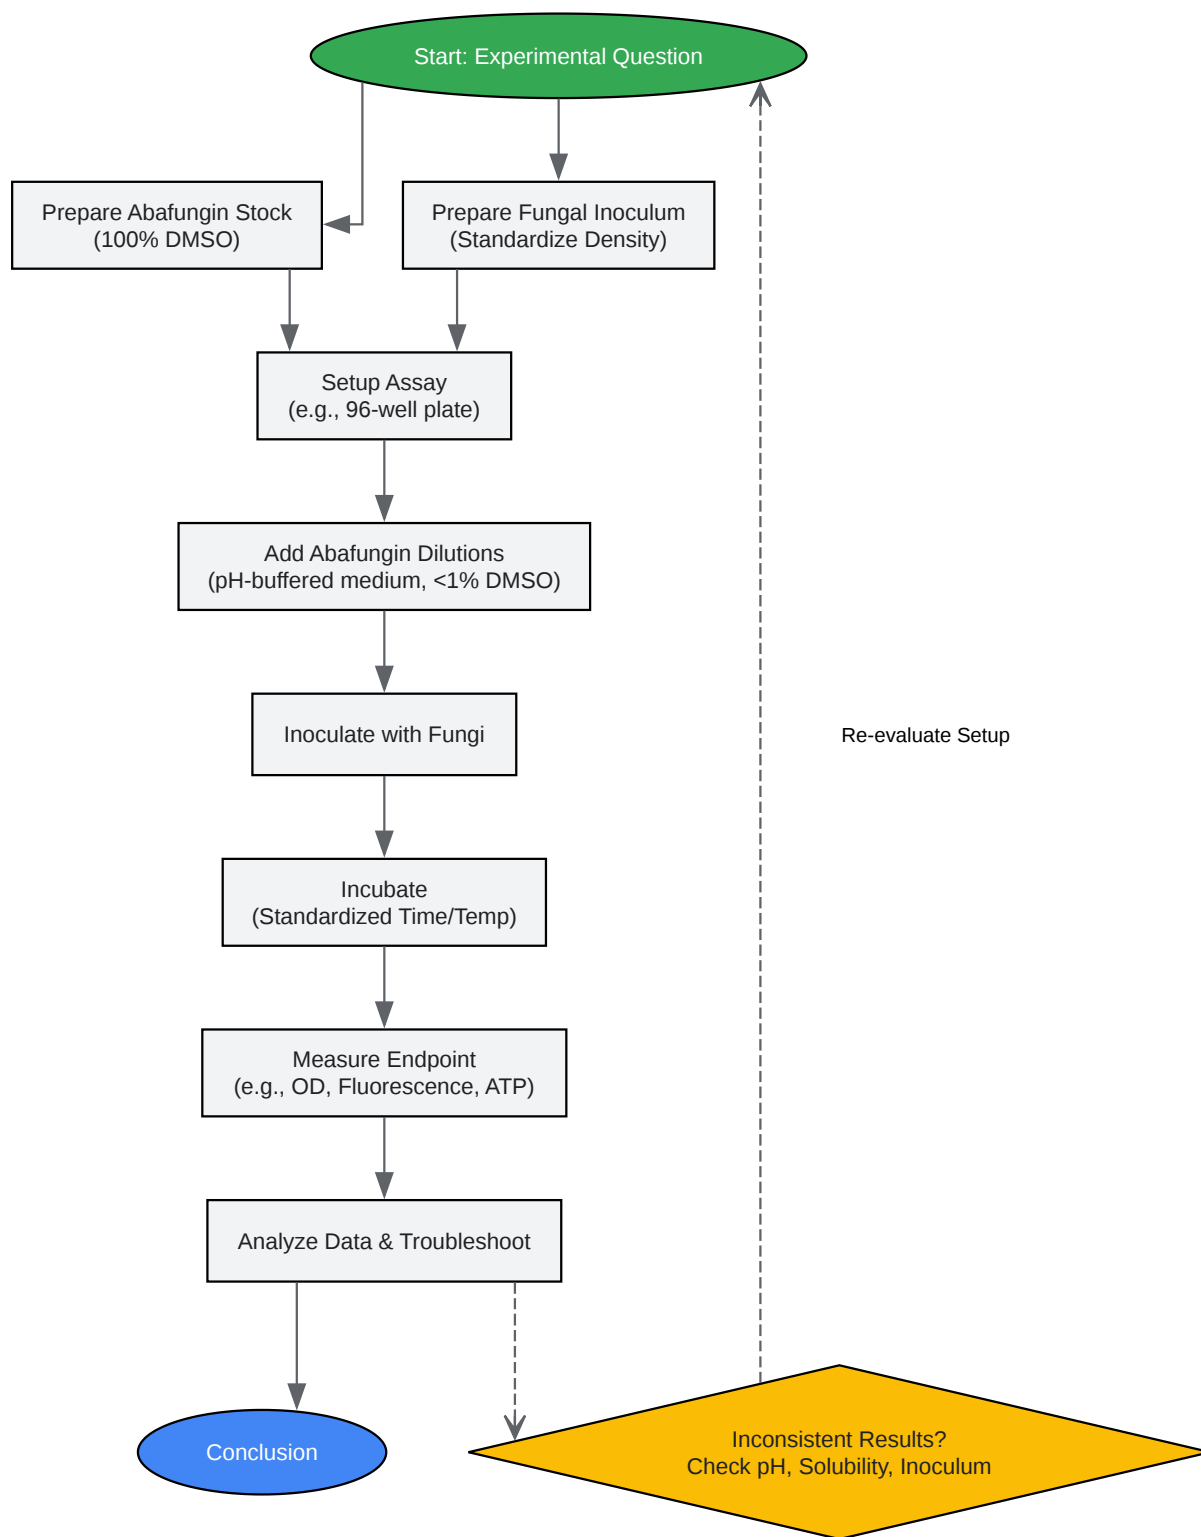 Start: Experimental Question
Prepare Abafungin Stock
(100% DMSO)
Prepare Fungal Inoculum
(Standardize Density)
Setup Assay
(e.g., 96-well plate)
Add Abafungin Dilutions
(pH-buffered medium, <1% DMSO)
Inoculate with Fungi
Re-evaluate Setup
Incubate
(Standardized Time/Temp)
Measure Endpoint
(e.g., OD, Fluorescence, ATP)
Analyze Data & Troubleshoot
Conclusion
Inconsistent Results?
Check pH, Solubility, Inoculum